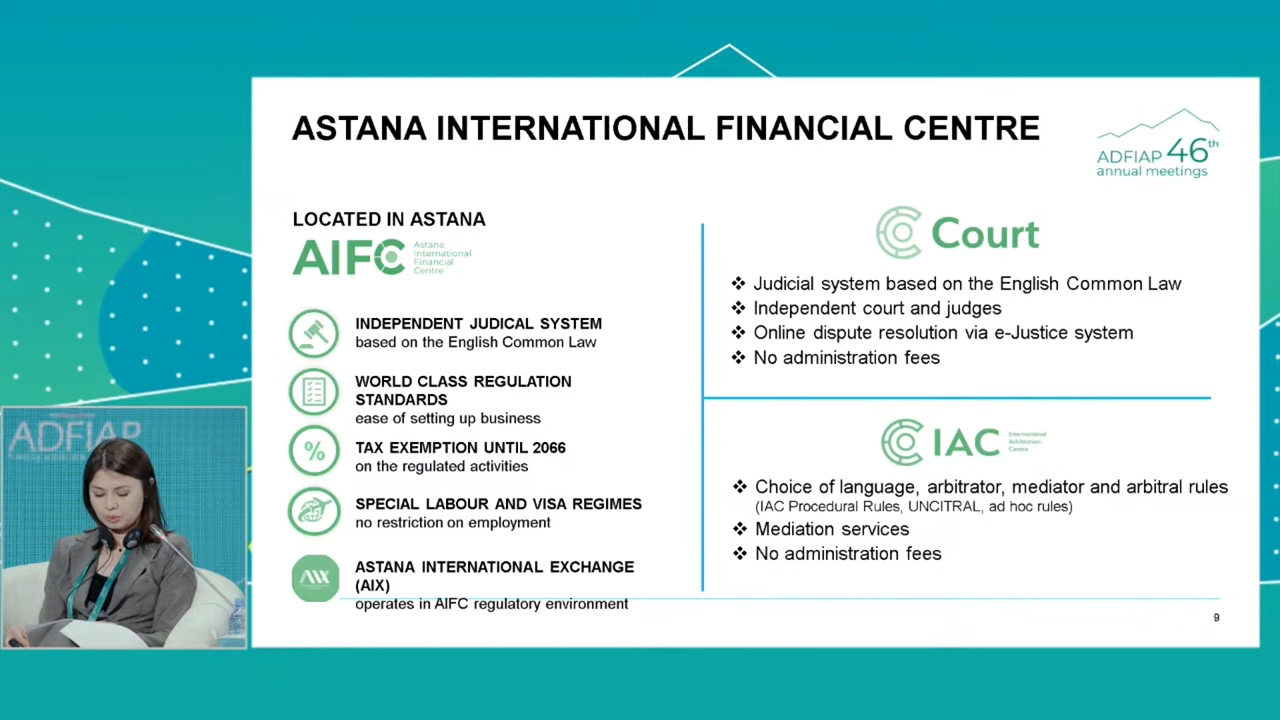 ASTANA INTERNATIONAL FINANCIAL CENTRE
ADFIAP 46th
annual meetings
LOCATED IN ASTANA
AIFC
Astana
International
Financial
Centre
INDEPENDENT JUDICAL SYSTEM
based on the English Common Law
WORLD CLASS REGULATION
STANDARDS
ease of setting up business
%
TAX EXEMPTION UNTIL 2066
on the regulated activities
SPECIAL LABOUR AND VISA REGIMES
no restriction on employment
AIX
ASTANA INTERNATIONAL EXCHANGE
(AIX)
operates in AIFC regulatory environment
Court
❖ Judicial system based on the English Common Law
❖ Independent court and judges
❖ Online dispute resolution via e-Justice system
❖ No administration fees
IAC
International
Arbitration
Centre
❖ Choice of language, arbitrator, mediator and arbitral rules
(IAC Procedural Rules, UNCITRAL, ad hoc rules)
❖ Mediation services
❖ No administration fees
9
ADFIAP